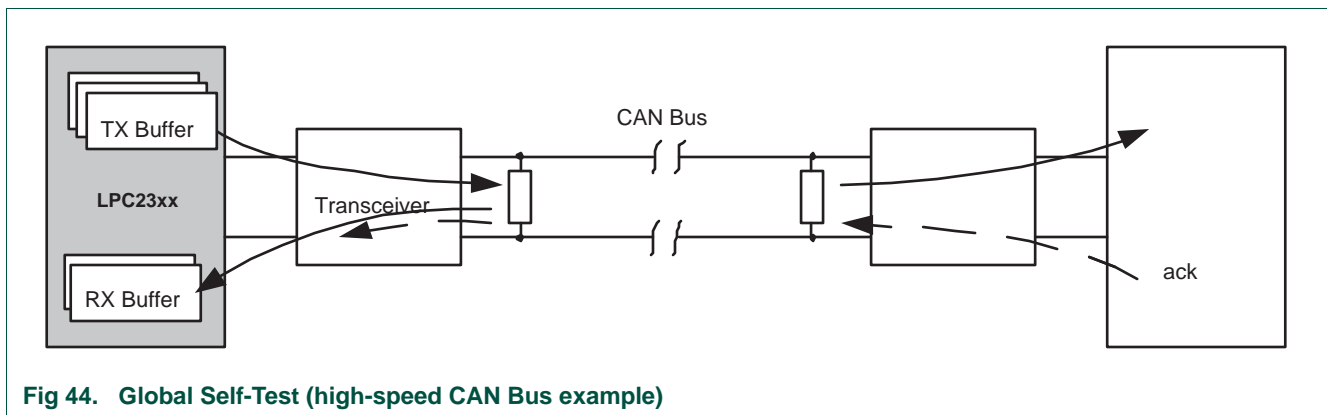 TX Buffer
CAN Bus
LPC23xx
Transceiver
ack
RX Buffer
Fig 44. Global Self-Test (high-speed CAN Bus example)